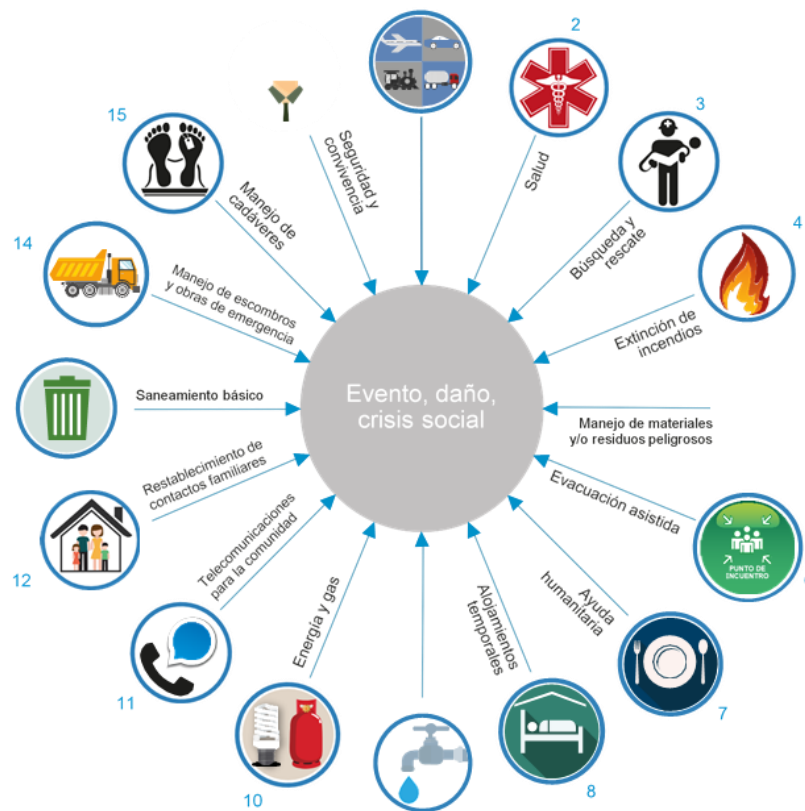 2
Salud
3
Búsqueda y
rescate
4
Extinción de
incendios
Manejo de materiales
y/o residuos peligrosos
Evacuación asistida
PUNTO DE
ENCUENTRO
Ayuda
humanitaria
7
Alojamientos
temporales
8
Energía y gas
10
Telecomunicaciones
para la comunidad
11
Restablecimiento de
contactos familiares
12
Saneamiento básico
Manejo de escombros
y obras de emergencia
14
Manejo de
cadáveres
15
Seguridad y
convivencia
Evento, daño,
crisis social